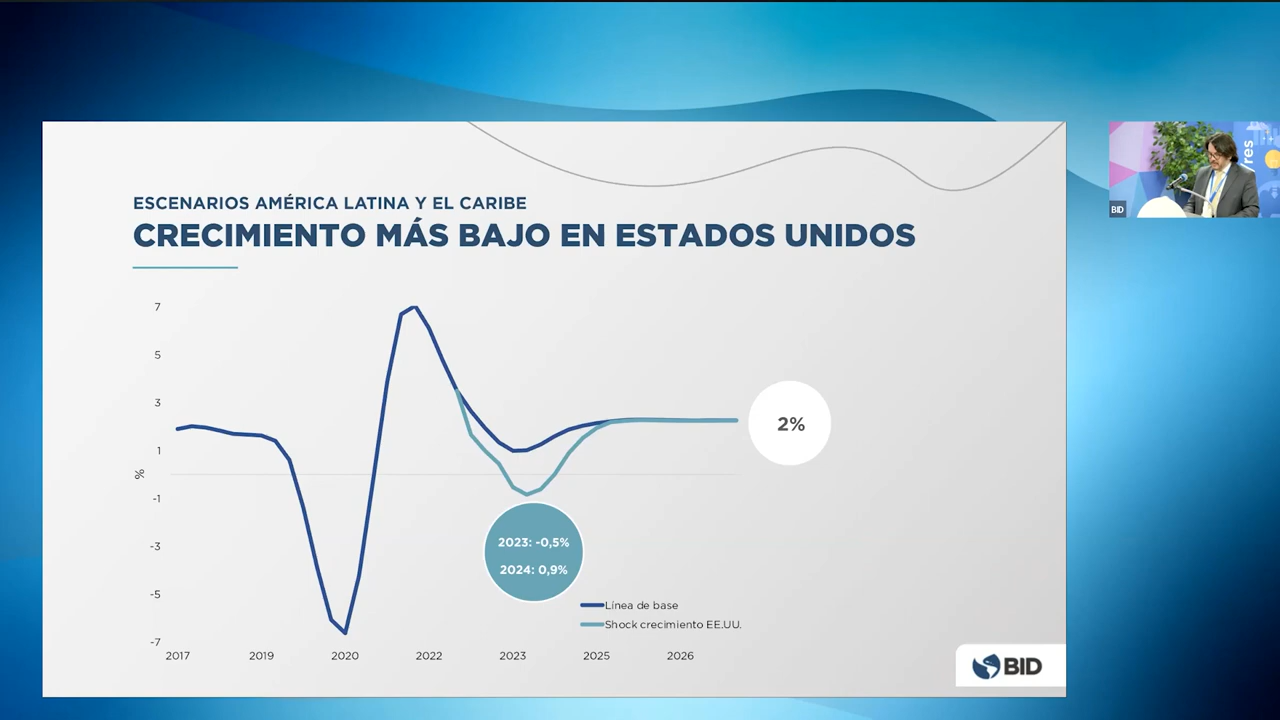 ESCENARIOS AMÉRICA LATINA Y EL CARIBE
CRECIMIENTO MÁS BAJO EN ESTADOS UNIDOS
7
5
3
1
-1
-3
-5
-7
%
2017 2019 2020 2022 2023 2025 2026
2%
2023: -0,5%
2024: 0,9%
Línea de base
Shock crecimiento EE.UU.
BID
BID
res